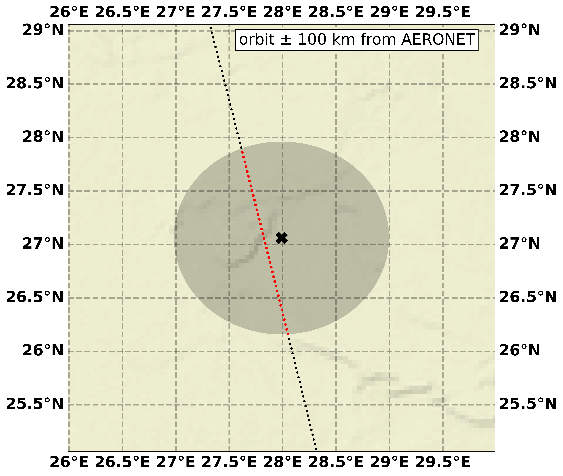 26°E 26.5°E 27°E 27.5°E 28°E 28.5°E 29°E 29.5°E
29°N 29°N
orbit ± 100 km from AERONET
28.5°N 28.5°N
28°N 28°N
27.5°N 27.5°N
27°N 27°N
26.5°N 26.5°N
26°N 26°N
25.5°N 25.5°N
26°E 26.5°E 27°E 27.5°E 28°E 28.5°E 29°E 29.5°E